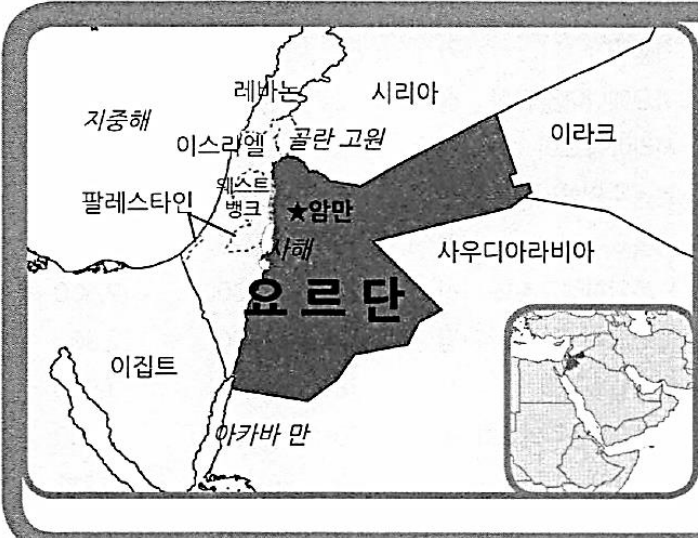 레바논
시리아
지중해
이라크
이스라엘
골란 고원
웨스트
뱅크
팔레스타인
★암만
사해
사우디아라비아
요르단
이집트
아카바 만